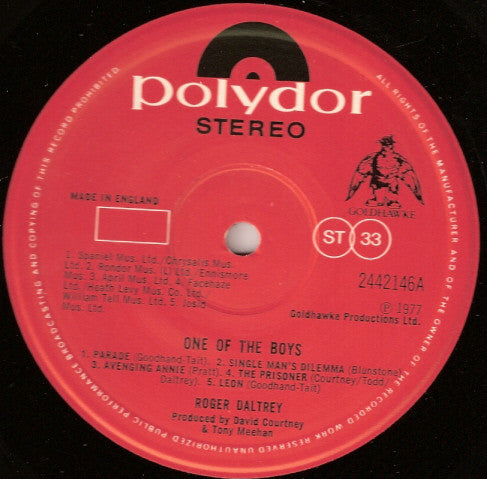 polydor
STEREO
MADE IN ENGLAND
GOLDHAWKE
ST 33
1. Spaniel Mus. Ltd./Chrysalis Mus.
Ltd. 2. Rondor Mus. (L) Ltd. Ennismore
Mus. 3. April Mus. Ltd. 4. Facehaze
Ltd./Heath Levy Mus. Co. Ltd.
William Tell Mus. Ltd. 5. Joslo
Mus. Ltd.
2442146A
℗ 1977
Goldhawke Productions Ltd.
ONE OF THE BOYS
1. PARADE (Goodhand-Tait). 2. SINGLE MAN'S DILEMMA (Blunstone).
3. AVENGING ANNIE (Pratt). 4. THE PRISONER (Courtney/Todd/
Daltrey). 5. LEON (Goodhand-Tait)
ROGER DALTREY
Produced by David Courtney
& Tony Meehan
ALL RIGHTS OF THE MANUFACTURER AND OF THE OWNER OF THE RECORDED WORK RESERVED UNAUTHORIZED PUBLIC PERFORMANCE BROADCASTING AND COPYING OF THIS RECORD PROHIBITED